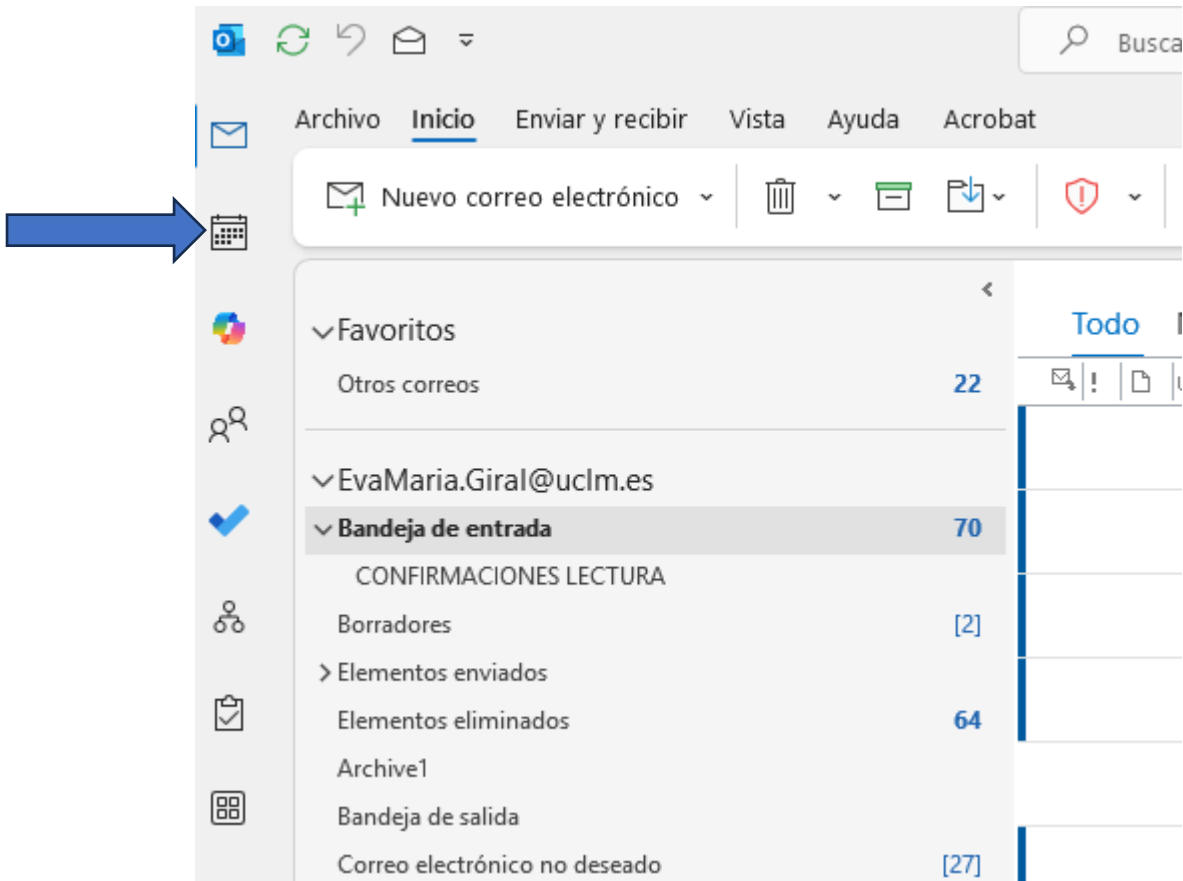 Busca
Archivo Inicio Enviar y recibir Vista Ayuda Acrobat
Nuevo correo electrónico
Favoritos
Todo
Otros correos 22
!
EvaMaria.Giral@uclm.es
Bandeja de entrada 70
CONFIRMACIONES LECTURA
Borradores [2]
Elementos enviados
Elementos eliminados 64
Archive1
Bandeja de salida
Correo electrónico no deseado [27]